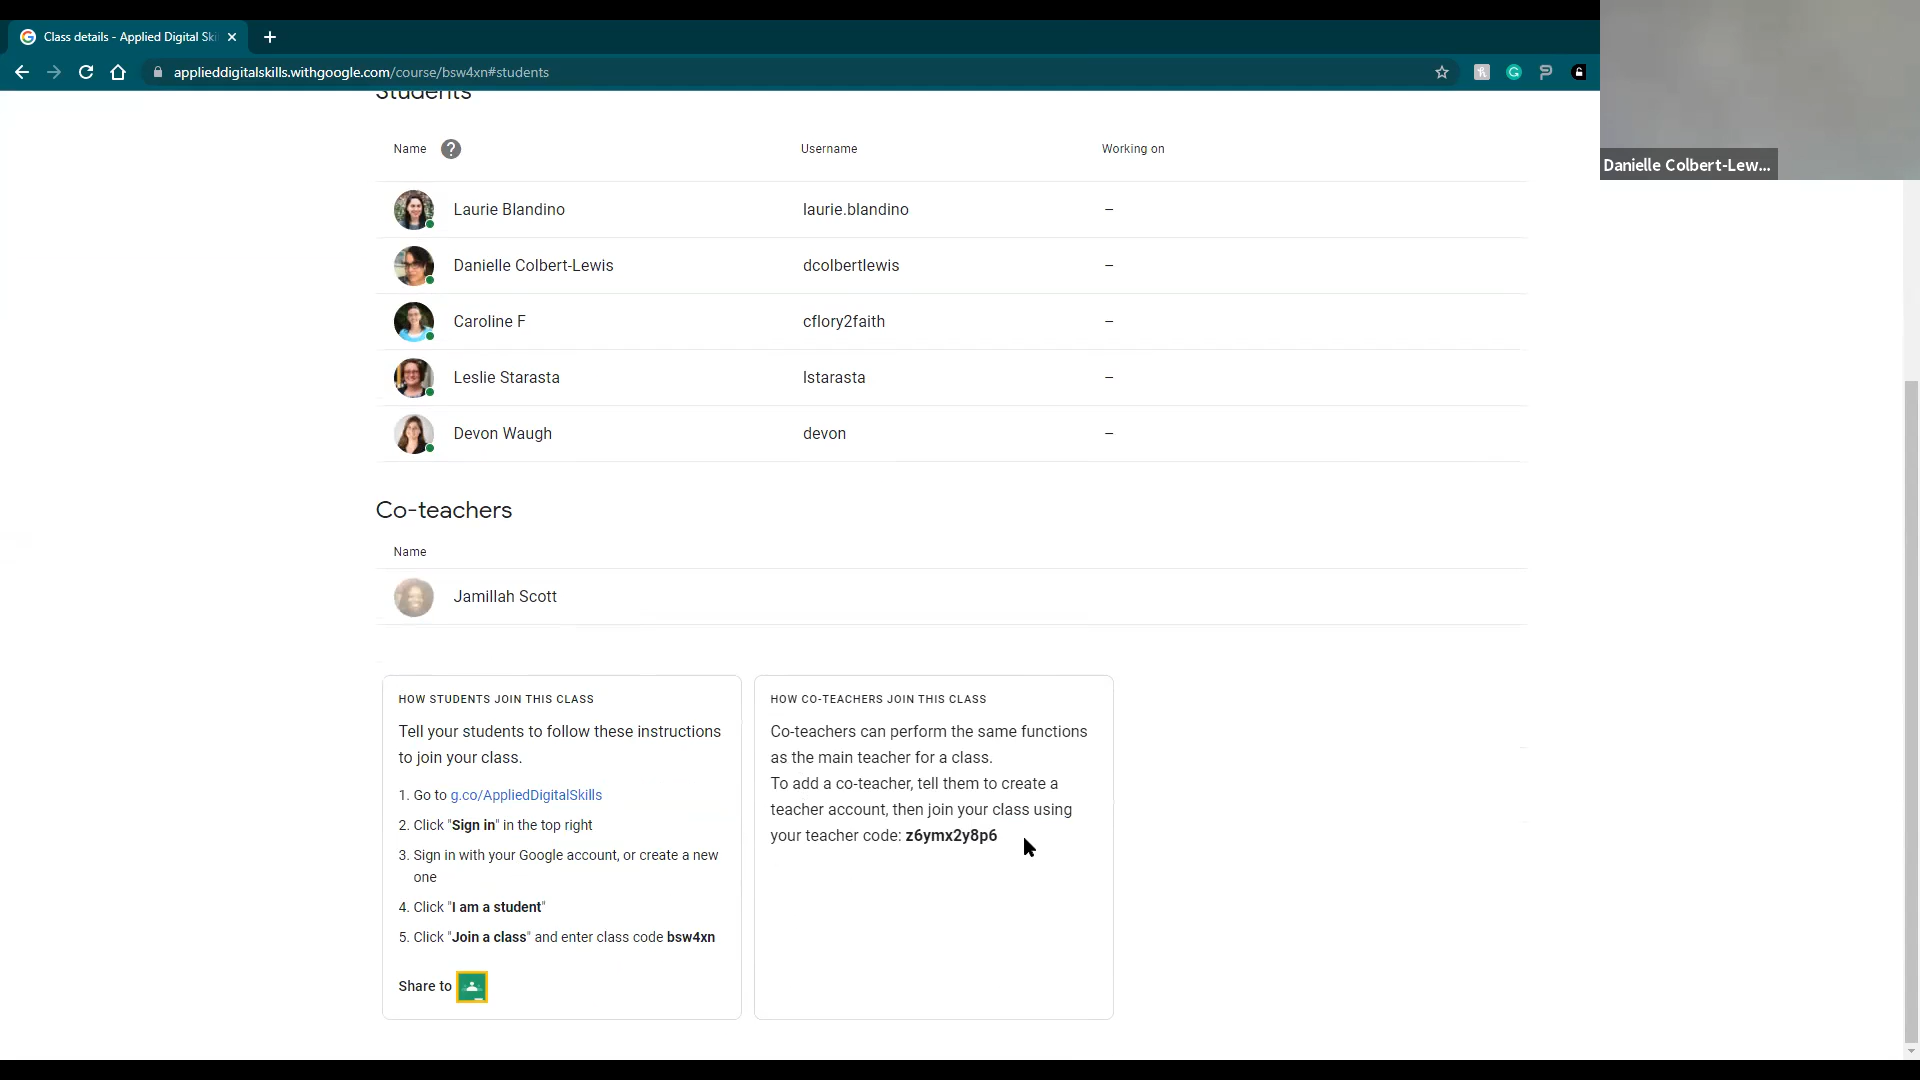 Class details - Applied Digital Ski
applieddigitalskills.withgoogle.com/course/bsw4xn#students
Danielle Colbert-Lew...
Students
Name ? Username Working on
Laurie Blandino laurie.blandino –
Danielle Colbert-Lewis dcolbertlewis –
Caroline F cflory2faith –
Leslie Starasta lstarasta –
Devon Waugh devon –
Co-teachers
Name
Jamillah Scott
HOW STUDENTS JOIN THIS CLASS
Tell your students to follow these instructions
to join your class.
1. Go to g.co/AppliedDigitalSkills
2. Click "Sign in" in the top right
3. Sign in with your Google account, or create a new
one
4. Click "I am a student"
5. Click "Join a class" and enter class code bsw4xn
Share to
HOW CO-TEACHERS JOIN THIS CLASS
Co-teachers can perform the same functions
as the main teacher for a class.
To add a co-teacher, tell them to create a
teacher account, then join your class using
your teacher code: z6ymx2y8p6